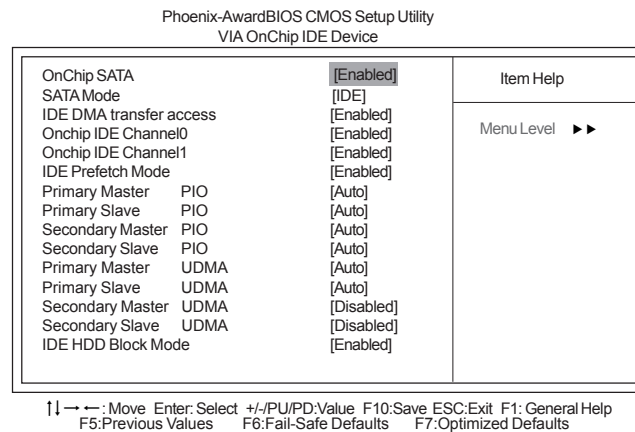 Phoenix-AwardBIOS CMOS Setup Utility
VIA OnChip IDE Device
OnChip SATA [Enabled]
SATA Mode [IDE]
IDE DMA transfer access [Enabled]
Onchip IDE Channel0 [Enabled]
Onchip IDE Channel1 [Enabled]
IDE Prefetch Mode [Enabled]
Primary Master PIO [Auto]
Primary Slave PIO [Auto]
Secondary Master PIO [Auto]
Secondary Slave PIO [Auto]
Primary Master UDMA [Auto]
Primary Slave UDMA [Auto]
Secondary Master UDMA [Disabled]
Secondary Slave UDMA [Disabled]
IDE HDD Block Mode [Enabled]
Item Help
Menu Level ►►
↑↓→←: Move Enter: Select +/-/PU/PD:Value F10:Save ESC:Exit F1: General Help
F5:Previous Values F6:Fail-Safe Defaults F7:Optimized Defaults